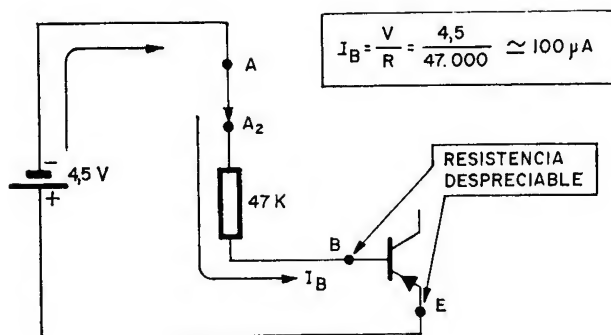 I_B = V/R = 4,5/47.000 ≃ 100 μA
A
A₂
−
4,5 V
+
47 K
RESISTENCIA
DESPRECIABLE
B
I_B
E